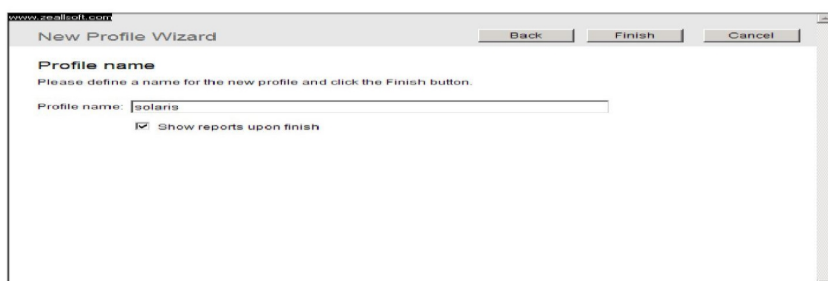 www.zeallsoft.com
New Profile Wizard
Back
Finish
Cancel
Profile name
Please define a name for the new profile and click the Finish button.
Profile name: solaris
Show reports upon finish